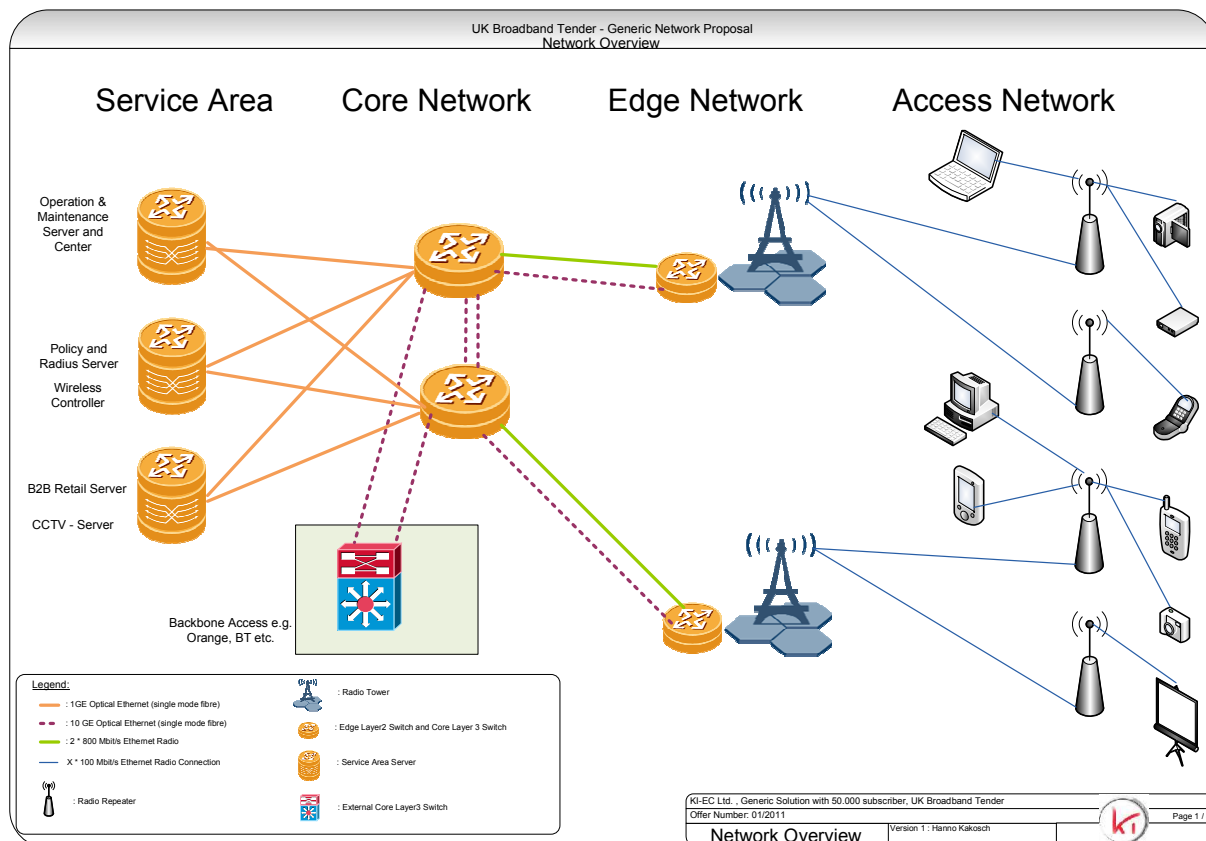 UK Broadband Tender - Generic Network Proposal
Network Overview
Service Area
Core Network
Edge Network
Access Network
Operation &
Maintenance
Server and
Center
Policy and
Radius Server
Wireless
Controller
B2B Retail Server
CCTV - Server
Backbone Access e.g.
Orange, BT etc.
Legend:
: 1GE Optical Ethernet (single mode fibre)
: 10 GE Optical Ethernet (single mode fibre)
: 2 * 800 Mbit/s Ethernet Radio
X * 100 Mbit/s Ethernet Radio Connection
: Radio Repeater
: Radio Tower
: Edge Layer2 Switch and Core Layer 3 Switch
: Service Area Server
: External Core Layer3 Switch
KI-EC Ltd. , Generic Solution with 50.000 subscriber, UK Broadband Tender
Offer Number: 01/2011
Page 1 /
Network Overview
Version 1 : Hanno Kakosch
KI